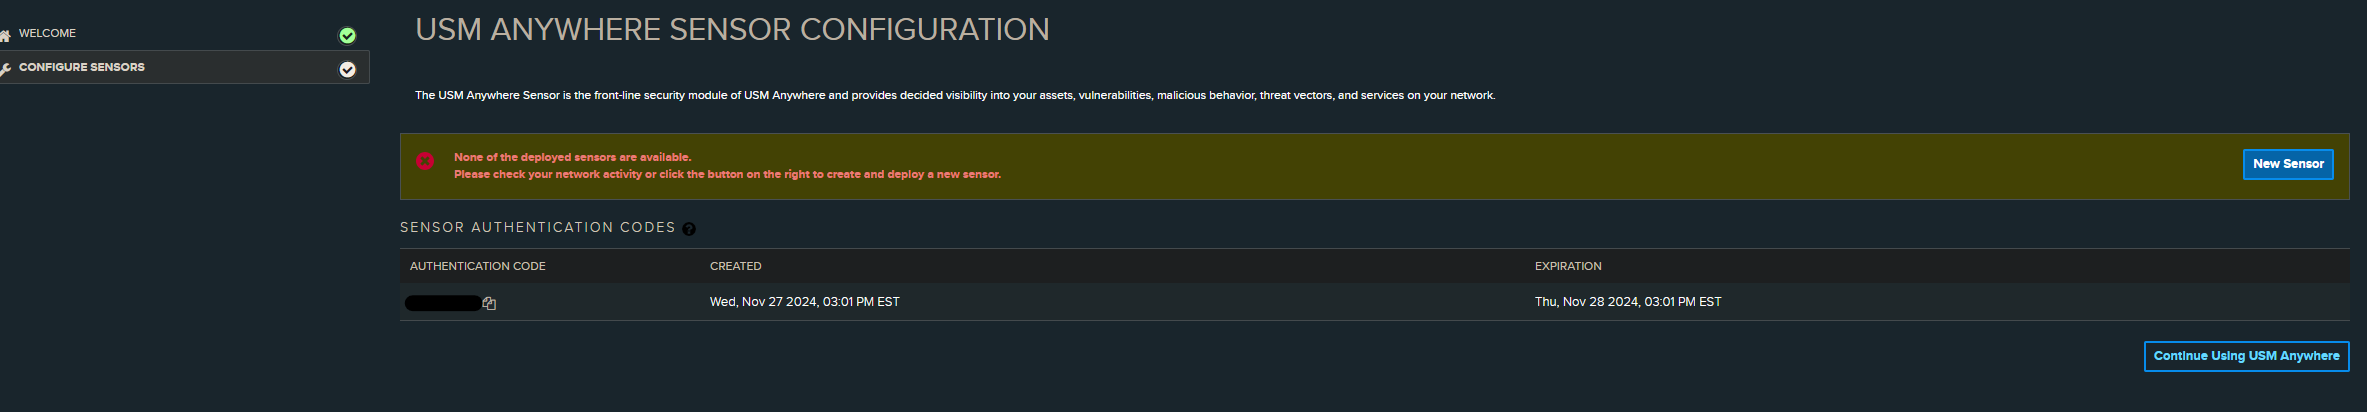 WELCOME
CONFIGURE SENSORS
USM ANYWHERE SENSOR CONFIGURATION
The USM Anywhere Sensor is the front-line security module of USM Anywhere and provides decided visibility into your assets, vulnerabilities, malicious behavior, threat vectors, and services on your network.
None of the deployed sensors are available.
Please check your network activity or click the button on the right to create and deploy a new sensor.
New Sensor
SENSOR AUTHENTICATION CODES ?
AUTHENTICATION CODE CREATED EXPIRATION
Wed, Nov 27 2024, 03:01 PM EST Thu, Nov 28 2024, 03:01 PM EST
Continue Using USM Anywhere